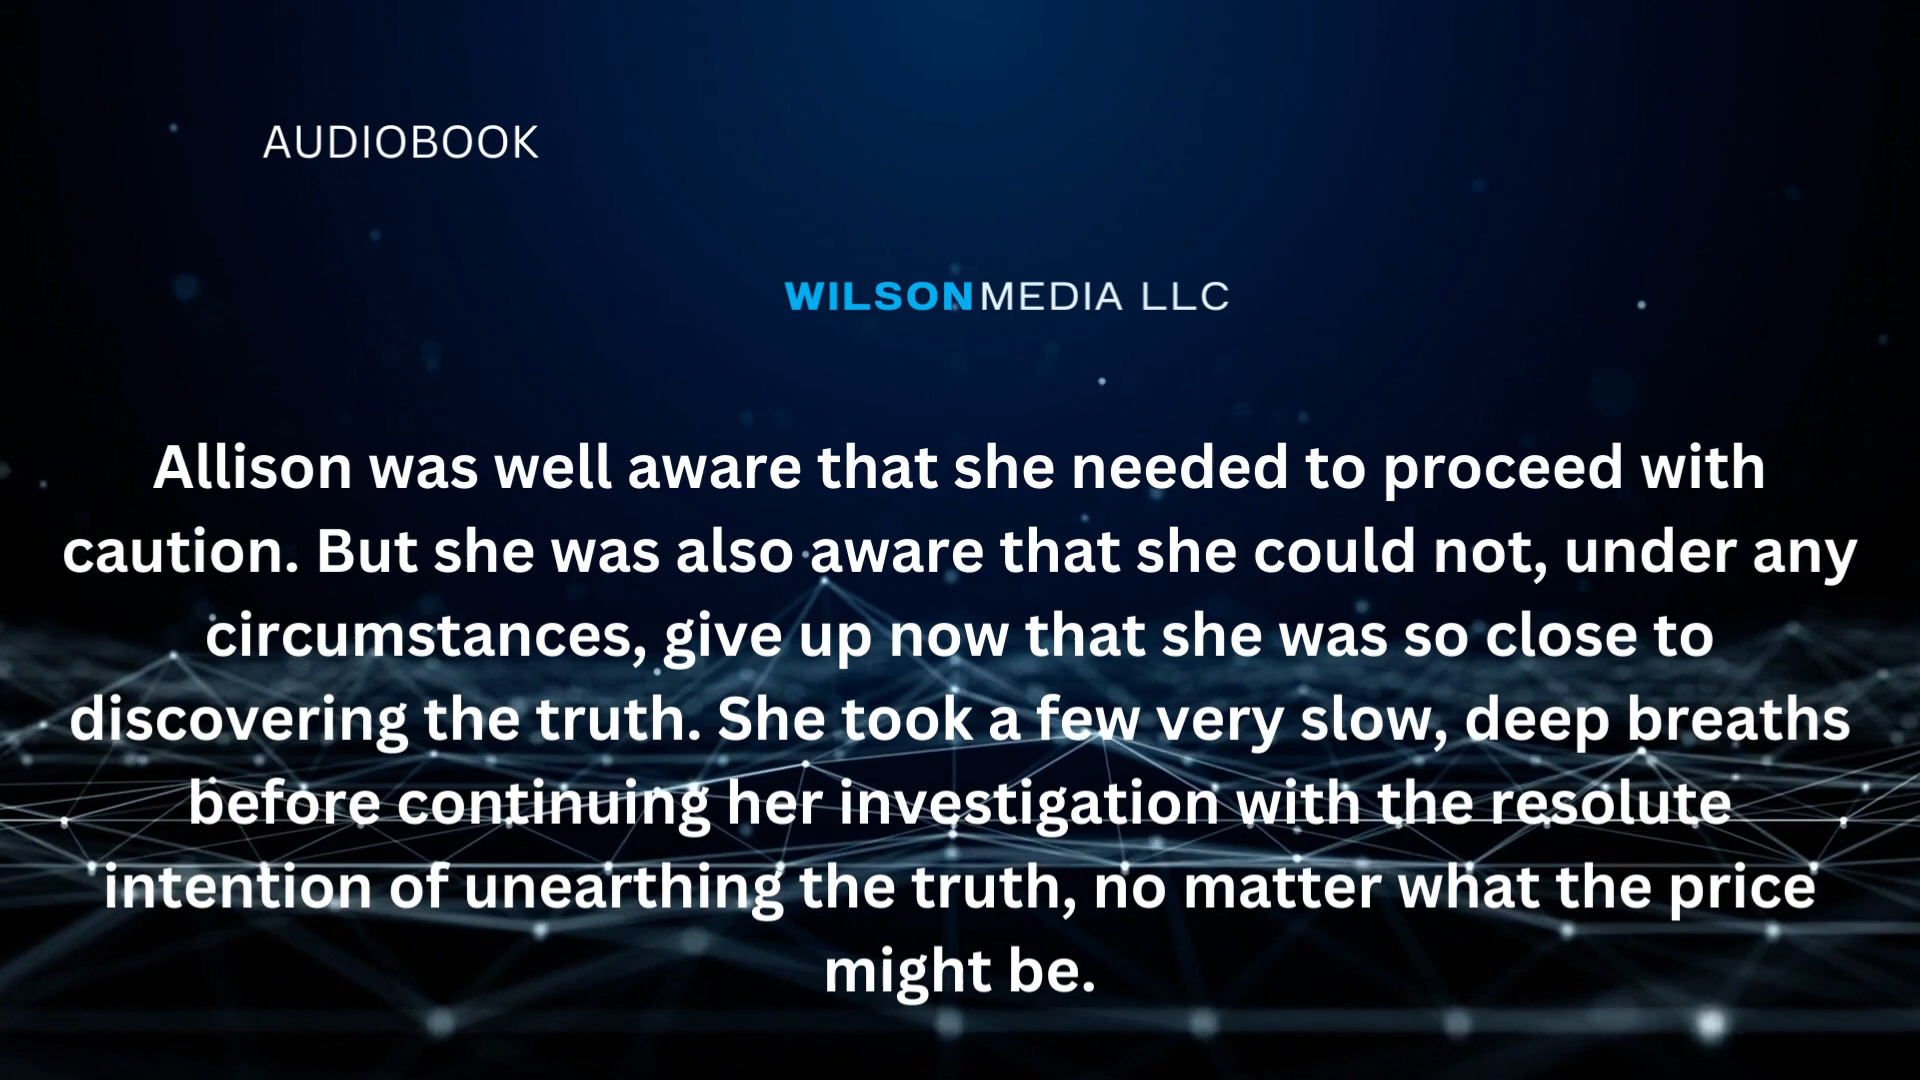 AUDIOBOOK
WILSONMEDIA LLC
Allison was well aware that she needed to proceed with
caution. But she was also aware that she could not, under any
circumstances, give up now that she was so close to
discovering the truth. She took a few very slow, deep breaths
before continuing her investigation with the resolute
intention of unearthing the truth, no matter what the price
might be.